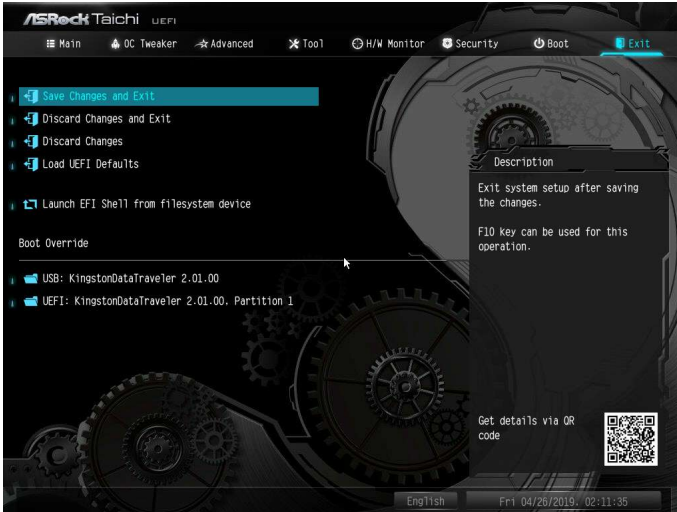 ASRock Taichi UEFI
Main OC Tweaker Advanced Tool H/W Monitor Security Boot Exit
Save Changes and Exit
Discard Changes and Exit
Discard Changes
Load UEFI Defaults
Launch EFI Shell from filesystem device
Boot Override
USB: KingstonDataTraveler 2.01.00
UEFI: KingstonDataTraveler 2.01.00, Partition 1
Description
Exit system setup after saving
the changes.
F10 key can be used for this
operation.
Get details via QR
code
English Fri 04/26/2019. 02:11:35